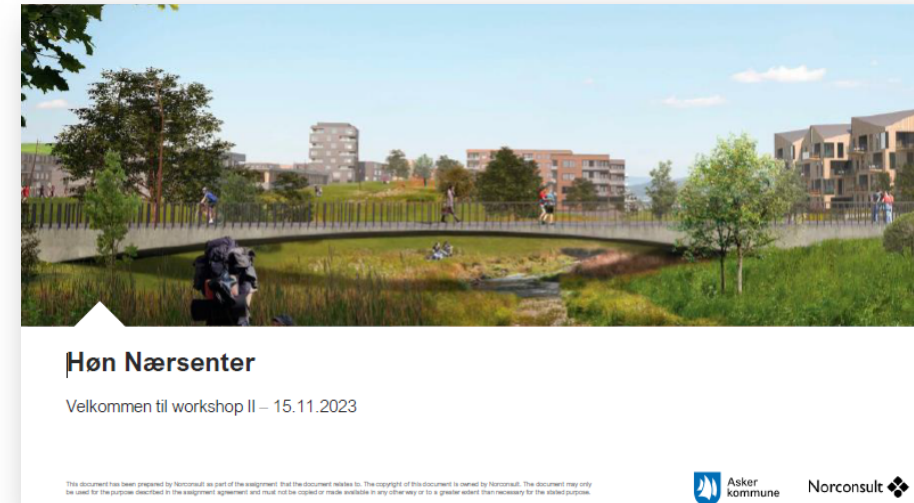 Høn Nærsenter
Velkommen til workshop II – 15.11.2023
This document has been prepared by Norconsult as part of the assignment that the document relates to. The copyright of this document is owned by Norconsult. The document may only
be used for the purpose described in the assignment agreement and must not be copied or made available in any other way or to a greater extent than necessary for the stated purpose.
Asker
kommune
Norconsult